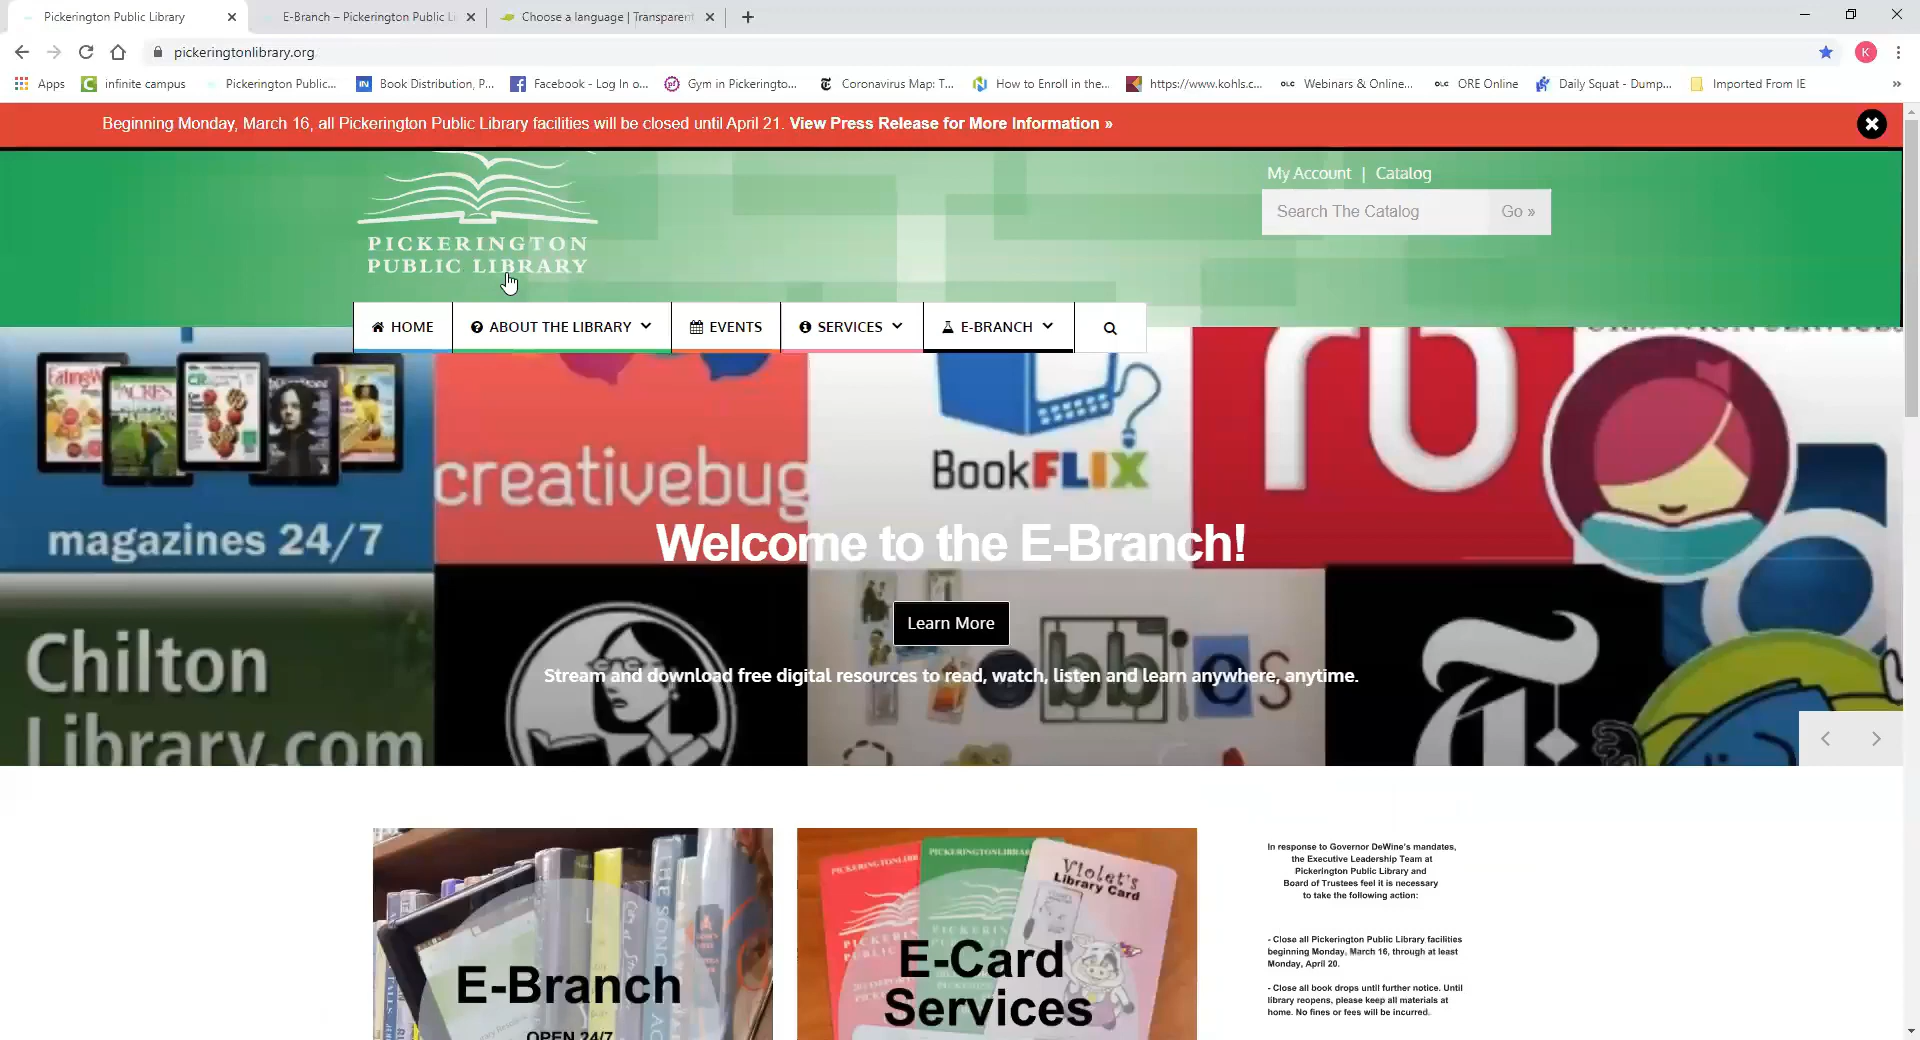 Pickerington Public Library
E-Branch – Pickerington Public Li
Choose a language | Transparent
pickeringtonlibrary.org
K
Apps
infinite campus
Pickerington Public...
Book Distribution, P...
Facebook - Log In o...
Gym in Pickeringto...
Coronavirus Map: T...
How to Enroll in the...
https://www.kohls.c...
Webinars & Online...
ORE Online
Daily Squat - Dump...
Imported From IE
Beginning Monday, March 16, all Pickerington Public Library facilities will be closed until April 21. View Press Release for More Information »
PICKERINGTON
PUBLIC LIBRARY
My Account | Catalog
Search The Catalog
Go »
HOME
ABOUT THE LIBRARY
EVENTS
SERVICES
E-BRANCH
magazines 24/7
creativebug
BookFLIX
rb
Welcome to the E-Branch!
Learn More
Stream and download free digital resources to read, watch, listen and learn anywhere, anytime.
Chilton
Library.com
E-Branch
OPEN 24/7
Violet's
Library Card
E-Card
Services
In response to Governor DeWine's mandates,
the Executive Leadership Team at
Pickerington Public Library and
Board of Trustees feel it is necessary
to take the following action:
- Close all Pickerington Public Library facilities
beginning Monday, March 16, through at least
Monday, April 20.
- Close all book drops until further notice. Until
library reopens, please keep all materials at
home. No fines or fees will be incurred.